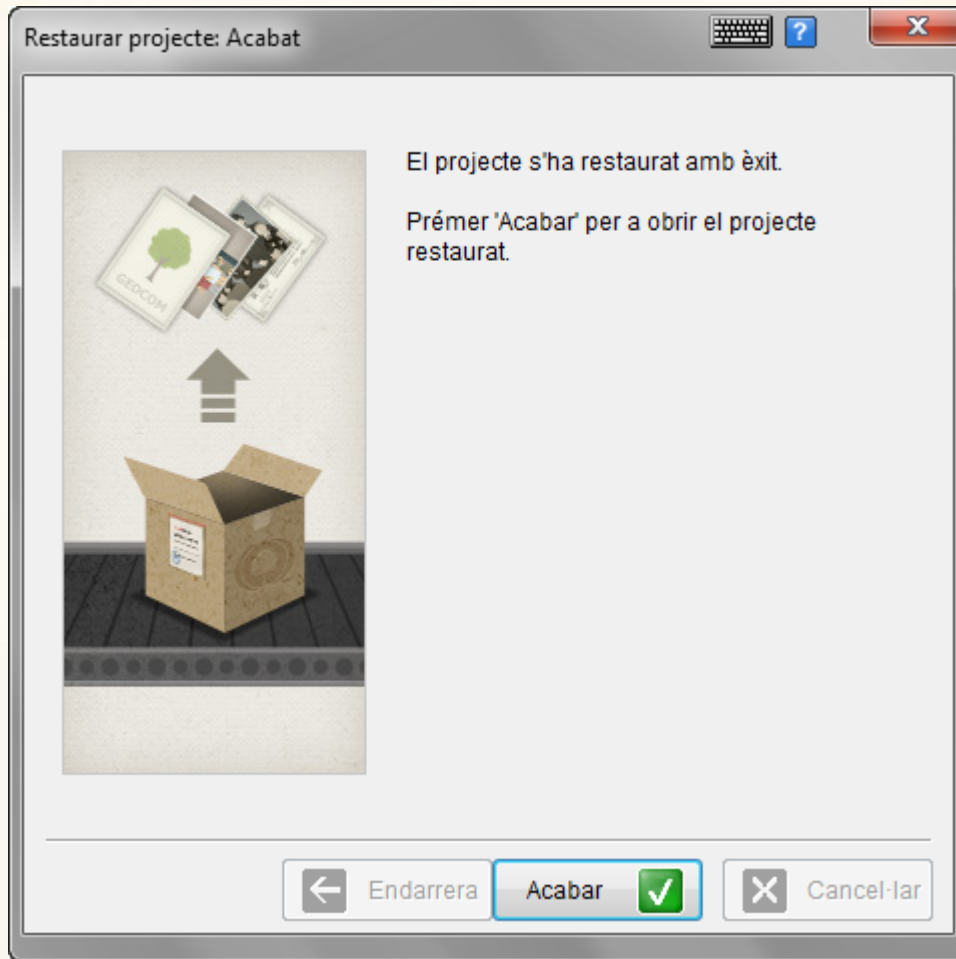 Restaurar projecte: Acabat
?
El projecte s'ha restaurat amb èxit.
Prémer 'Acabar' per a obrir el projecte
restaurat.
GEDCOM
Endarrera
Acabar
Cancel·lar